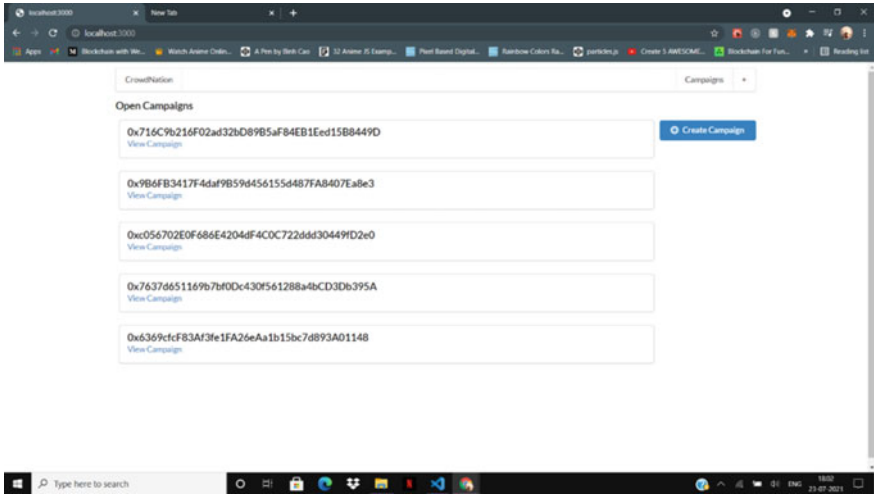 localhost:3000
New Tab
localhost:3000
Apps
Blockchain with We...
Watch Anime Onlin...
A Pen by Binh Cao
32 Anime JS Examp...
Pixel Based Digital...
Rainbow Colors Ra...
particles.js
Create 5 AWESOME...
Blockchain For Fun...
Reading list
CrowdNation
Campaigns
+
Open Campaigns
0x716C9b216F02ad32bD89B5aF84EB1Eed15B8449D
View Campaign
Create Campaign
0x9B6FB3417F4daf9B59d456155d487FA8407Ea8e3
View Campaign
0xc056702E0F686E4204dF4C0C722ddd30449fD2e0
View Campaign
0x7637d651169b7bf0Dc430f561288a4bCD3Db395A
View Campaign
0x6369cfcF83Af3fe1FA26eAa1b15bc7d893A01148
View Campaign
Type here to search
ENG
18:02
23-07-2021